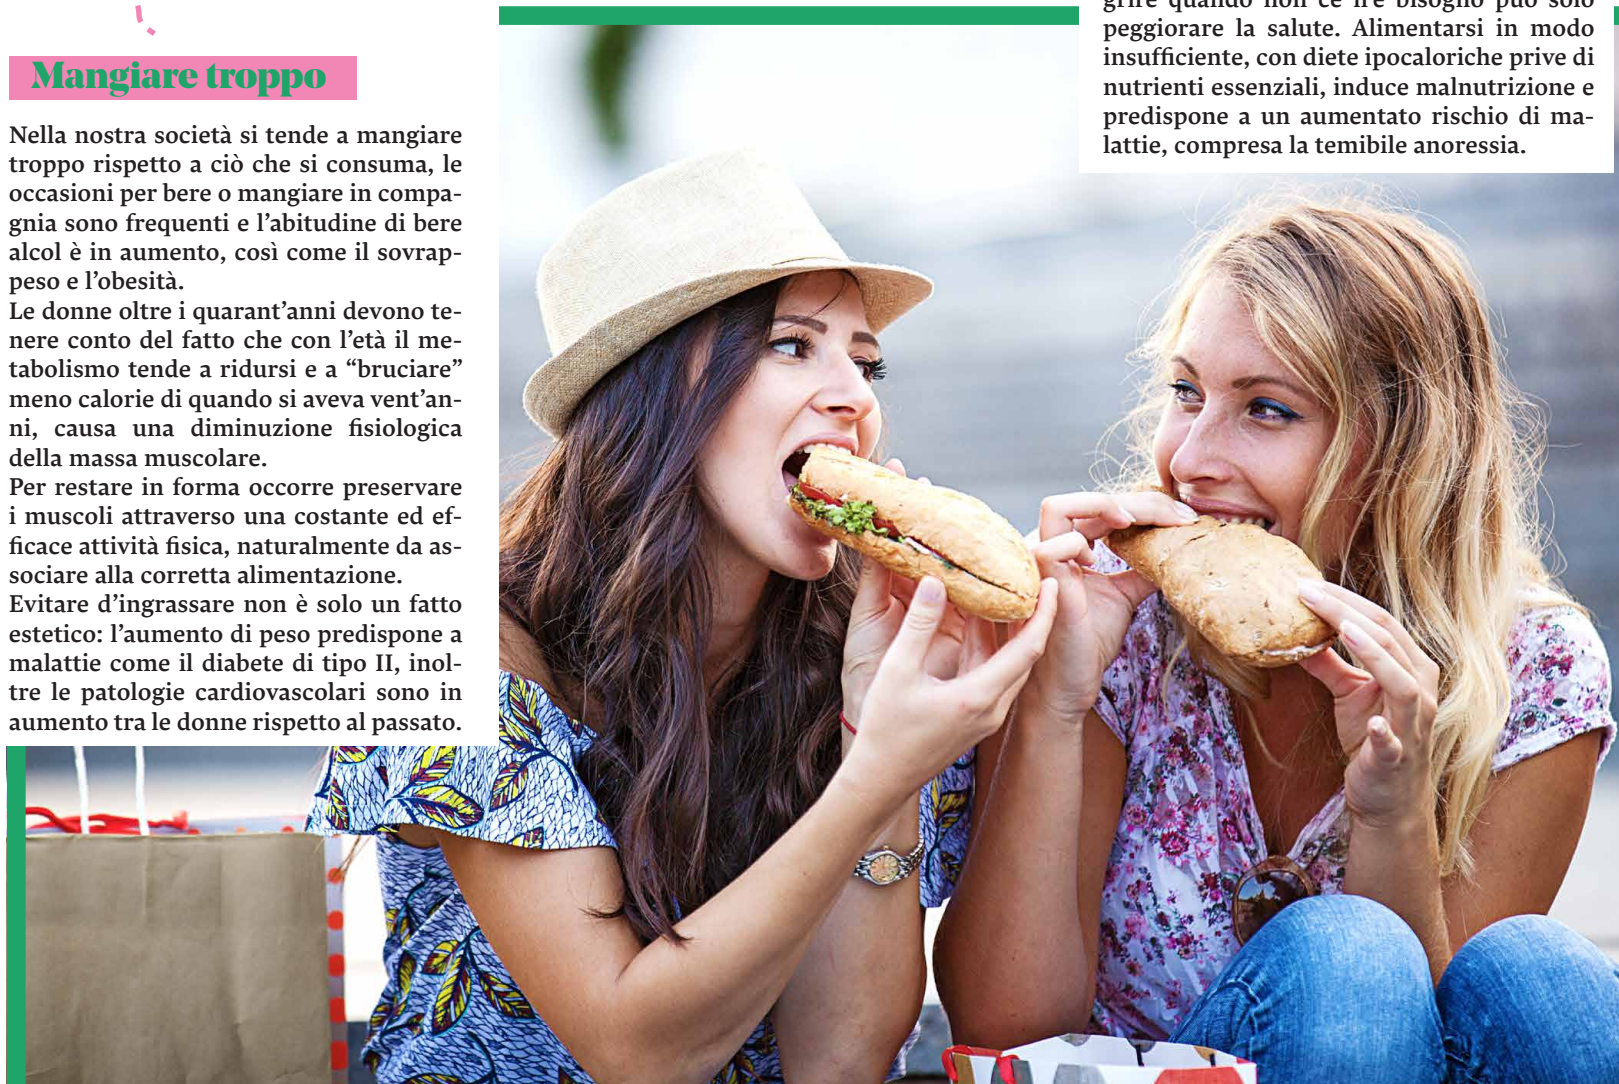 Mangiare troppo
Nella nostra società si tende a mangiare
troppo rispetto a ciò che si consuma, le
occasioni per bere o mangiare in compa-
gnia sono frequenti e l'abitudine di bere
alcol è in aumento, così come il sovrap-
peso e l'obesità.
Le donne oltre i quarant'anni devono te-
nere conto del fatto che con l'età il me-
tabolismo tende a ridursi e a “bruciare”
meno calorie di quando si aveva vent'an-
ni, causa una diminuzione fisiologica
della massa muscolare.
Per restare in forma occorre preservare
i muscoli attraverso una costante ed ef-
ficace attività fisica, naturalmente da as-
sociare alla corretta alimentazione.
Evitare d'ingrassare non è solo un fatto
estetico: l'aumento di peso predispone a
malattie come il diabete di tipo II, inol-
tre le patologie cardiovascolari sono in
aumento tra le donne rispetto al passato.
grire quando non ce n'è bisogno può solo
peggiorare la salute. Alimentarsi in modo
insufficiente, con diete ipocaloriche prive di
nutrienti essenziali, induce malnutrizione e
predispone a un aumentato rischio di ma-
lattie, compresa la temibile anoressia.